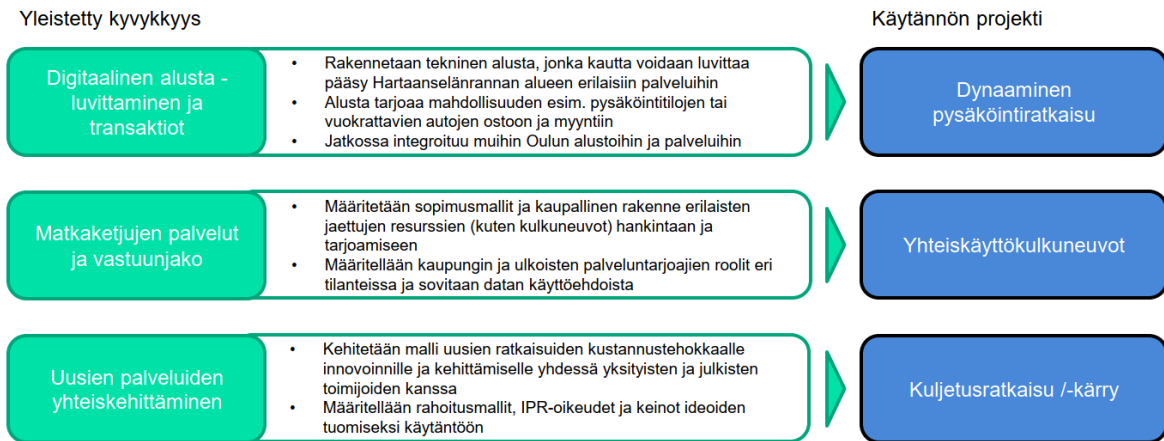 Yleistetty kyvykkyys
Käytännön projekti
Digitaalinen alusta -
luvittaminen ja
transaktiot
• Rakennetaan tekninen alusta, jonka kautta voidaan luvittaa
pääsy Hartaanselänrannan alueen erilaisiin palveluihin
• Alusta tarjoaa mahdollisuuden esim. pysäköintitilojen tai
vuokrattavien autojen ostoon ja myyntiin
• Jatkossa integroituu muihin Oulun alustoihin ja palveluihin
Dynaaminen
pysäköintiratkaisu
Matkaketjujen palvelut
ja vastuunjako
• Määritetään sopimusmallit ja kaupallinen rakenne erilaisten
jaettujen resurssien (kuten kulkuneuvot) hankintaan ja
tarjoamiseen
• Määritellään kaupungin ja ulkoisten palveluntarjoajien roolit eri
tilanteissa ja sovitaan datan käyttöehdoista
Yhteiskäyttökulkuneuvot
Uusien palveluiden
yhteiskehittäminen
• Kehitetään malli uusien ratkaisuiden kustannustehokkaalle
innovoinnille ja kehittämiselle yhdessä yksityisten ja julkisten
toimijoiden kanssa
• Määritellään rahoitusmallit, IPR-oikeudet ja keinot ideoiden
tuomiseksi käytäntöön
Kuljetusratkaisu /-kärry